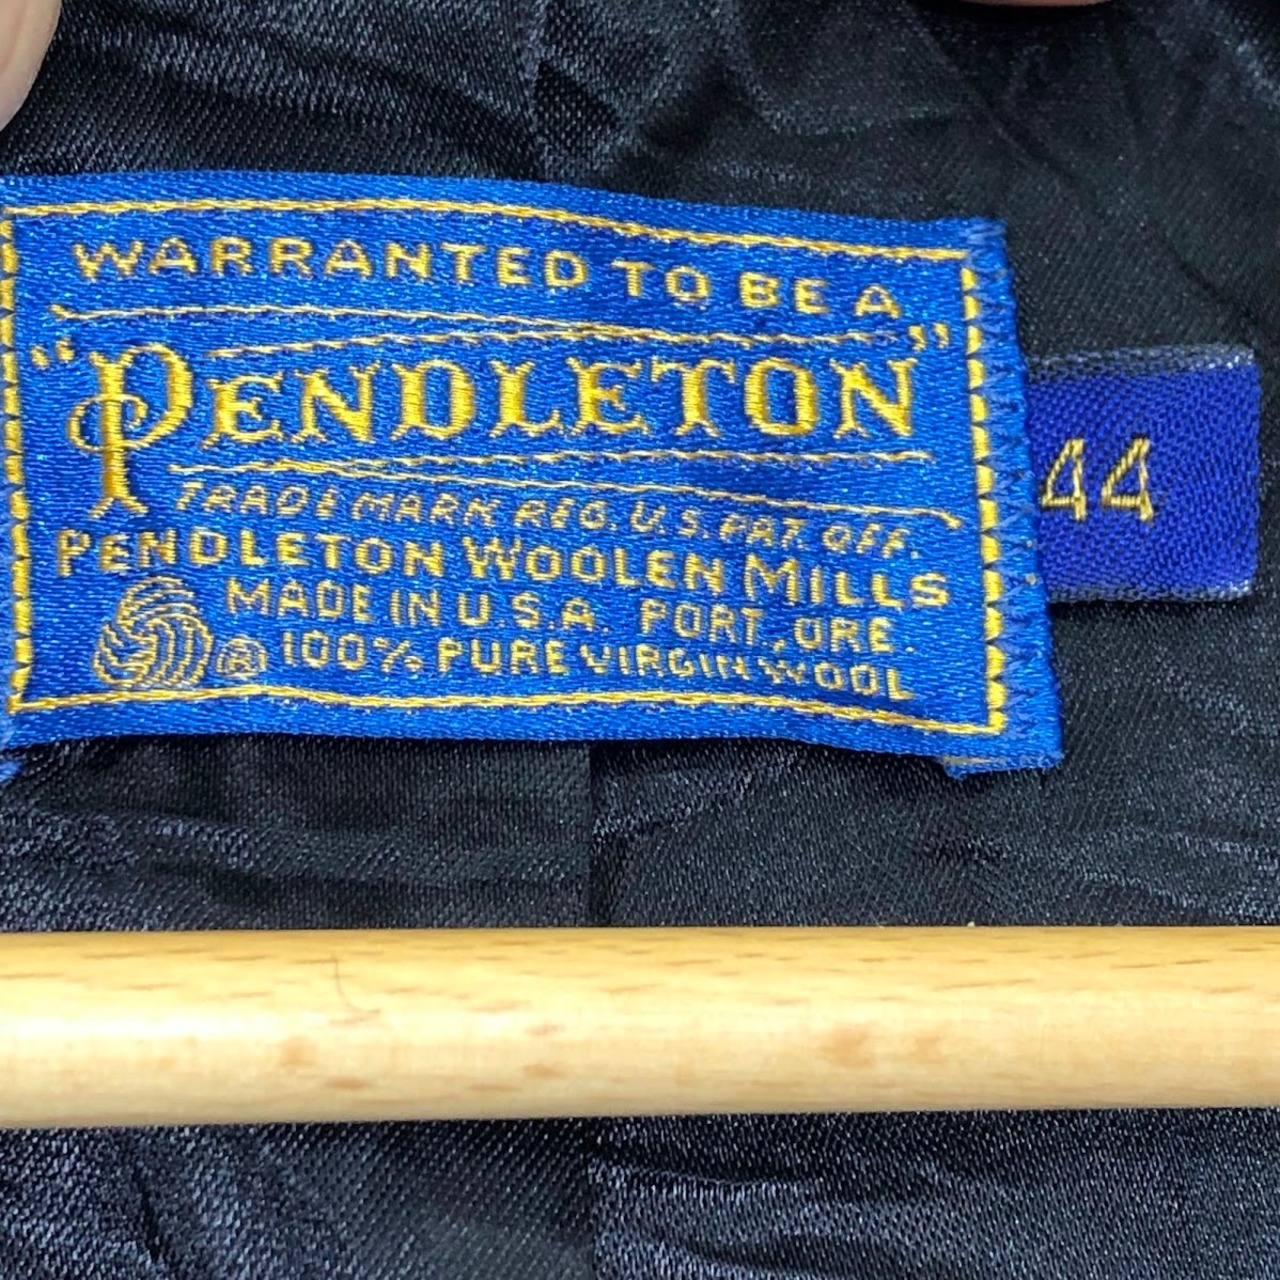 WARRANTED TO BE A
"PENDLETON"
TRADE MARK REG. U.S. PAT. OFF.
PENDLETON WOOLEN MILLS
MADE IN U.S.A. PORT., ORE.
® 100% PURE VIRGIN WOOL
44